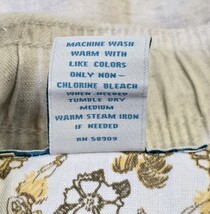 MACHINE WASH
WARM WITH
LIKE COLORS
ONLY NON-
CHLORINE BLEACH
WHEN NEEDED
TUMBLE DRY
MEDIUM
WARM STEAM IRON
IF NEEDED
RN 58909